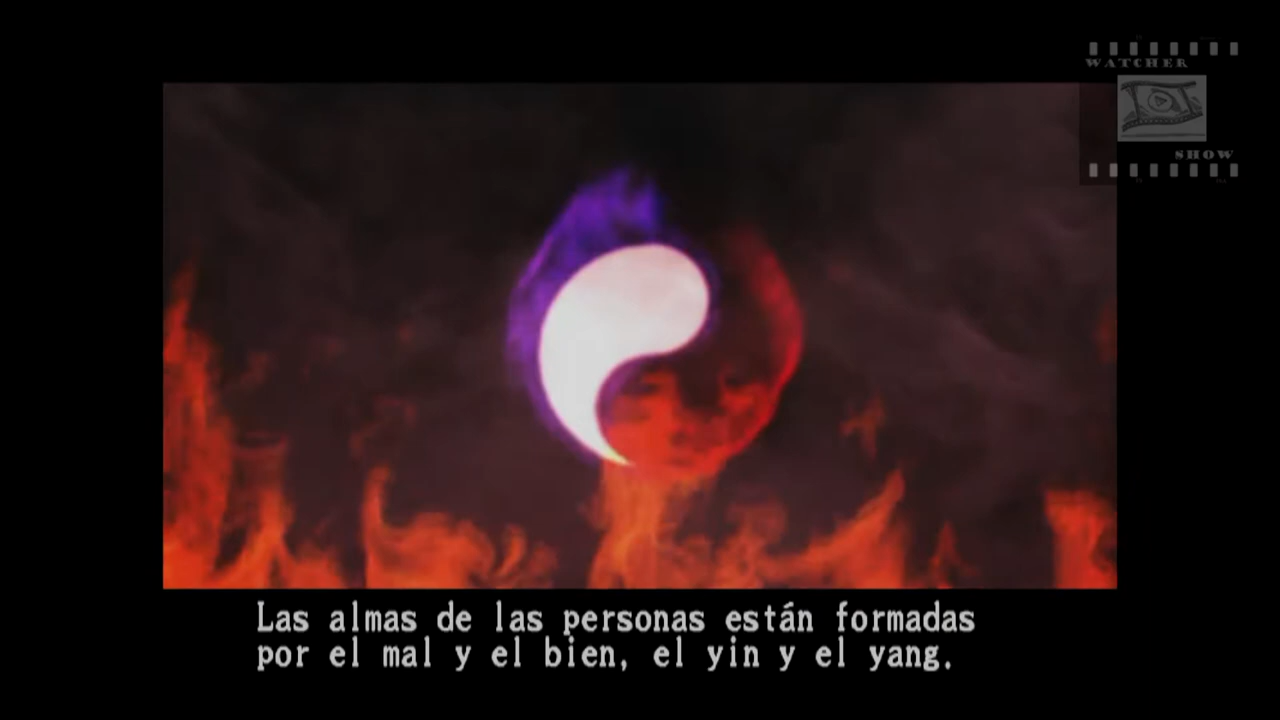 WATCHER
SHOW
Las almas de las personas están formadas
por el mal y el bien, el yin y el yang.